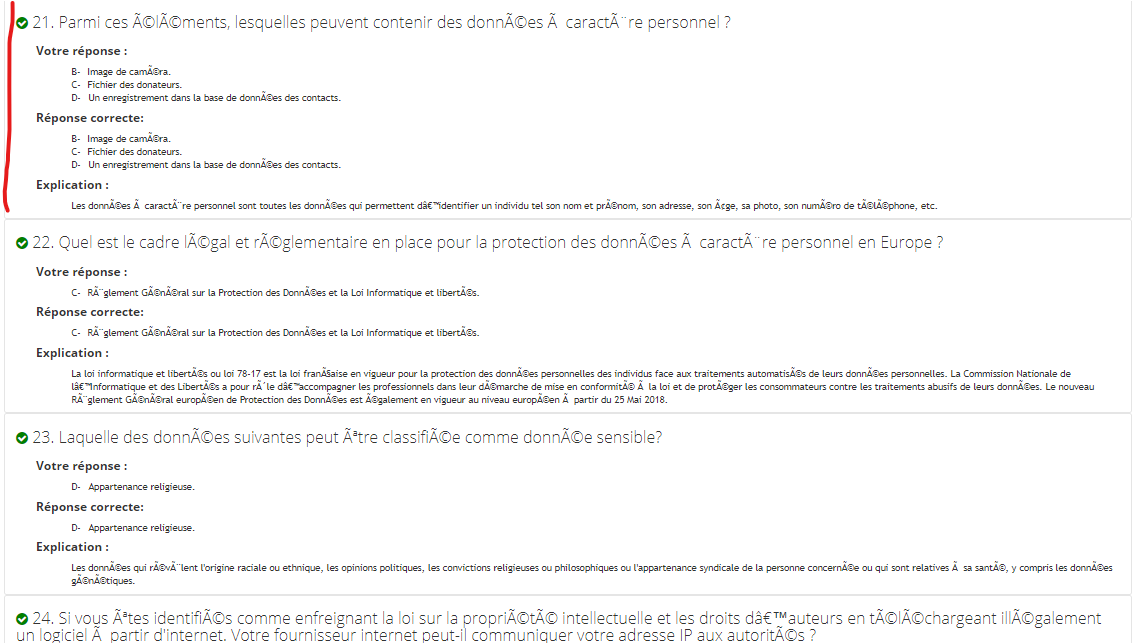 21. Parmi ces Ã©lÃ©ments, lesquelles peuvent contenir des donnÃ©es Ã  caractÃ¨re personnel ?
Votre réponse :
B- Image de camÃ©ra.
C- Fichier des donateurs.
D- Un enregistrement dans la base de donnÃ©es des contacts.
Réponse correcte:
B- Image de camÃ©ra.
C- Fichier des donateurs.
D- Un enregistrement dans la base de donnÃ©es des contacts.
Explication :
Les donnÃ©es Ã  caractÃ¨re personnel sont toutes les donnÃ©es qui permettent dâ€™identifier un individu tel son nom et prÃ©nom, son adresse, son Ã¢ge, sa photo, son numÃ©ro de tÃ©lÃ©phone, etc.
22. Quel est le cadre lÃ©gal et rÃ©glementaire en place pour la protection des donnÃ©es Ã  caractÃ¨re personnel en Europe ?
Votre réponse :
C- RÃ¨glement GÃ©nÃ©ral sur la Protection des DonnÃ©es et la Loi Informatique et libertÃ©s.
Réponse correcte:
C- RÃ¨glement GÃ©nÃ©ral sur la Protection des DonnÃ©es et la Loi Informatique et libertÃ©s.
Explication :
La loi informatique et libertÃ©s ou loi 78-17 est la loi franÃ§aise en vigueur pour la protection des donnÃ©es personnelles des individus face aux traitements automatisÃ©s de leurs donnÃ©es personnelles. La Commission Nationale de
lâ€™Informatique et des LibertÃ©s a pour rÃ´le dâ€™accompagner les professionnels dans leur dÃ©marche de mise en conformitÃ© Ã  la loi et de protÃ©ger les consommateurs contre les traitements abusifs de leurs donnÃ©es. Le nouveau
RÃ¨glement GÃ©nÃ©ral europÃ©en de Protection des DonnÃ©es est Ã©galement en vigueur au niveau europÃ©en Ã  partir du 25 Mai 2018.
23. Laquelle des donnÃ©es suivantes peut Ãªtre classifiÃ©e comme donnÃ©e sensible?
Votre réponse :
D- Appartenance religieuse.
Réponse correcte:
D- Appartenance religieuse.
Explication :
Les donnÃ©es qui rÃ©vÃ¨lent l'origine raciale ou ethnique, les opinions politiques, les convictions religieuses ou philosophiques ou l'appartenance syndicale de la personne concernÃ©e ou qui sont relatives Ã  sa santÃ©, y compris les donnÃ©es
gÃ©nÃ©tiques.
24. Si vous Ãªtes identifiÃ©s comme enfreignant la loi sur la propriÃ©tÃ© intellectuelle et les droits dâ€™auteurs en tÃ©lÃ©chargeant illÃ©galement
un logiciel Ã  partir d'internet. Votre fournisseur internet peut-il communiquer votre adresse IP aux autoritÃ©s ?